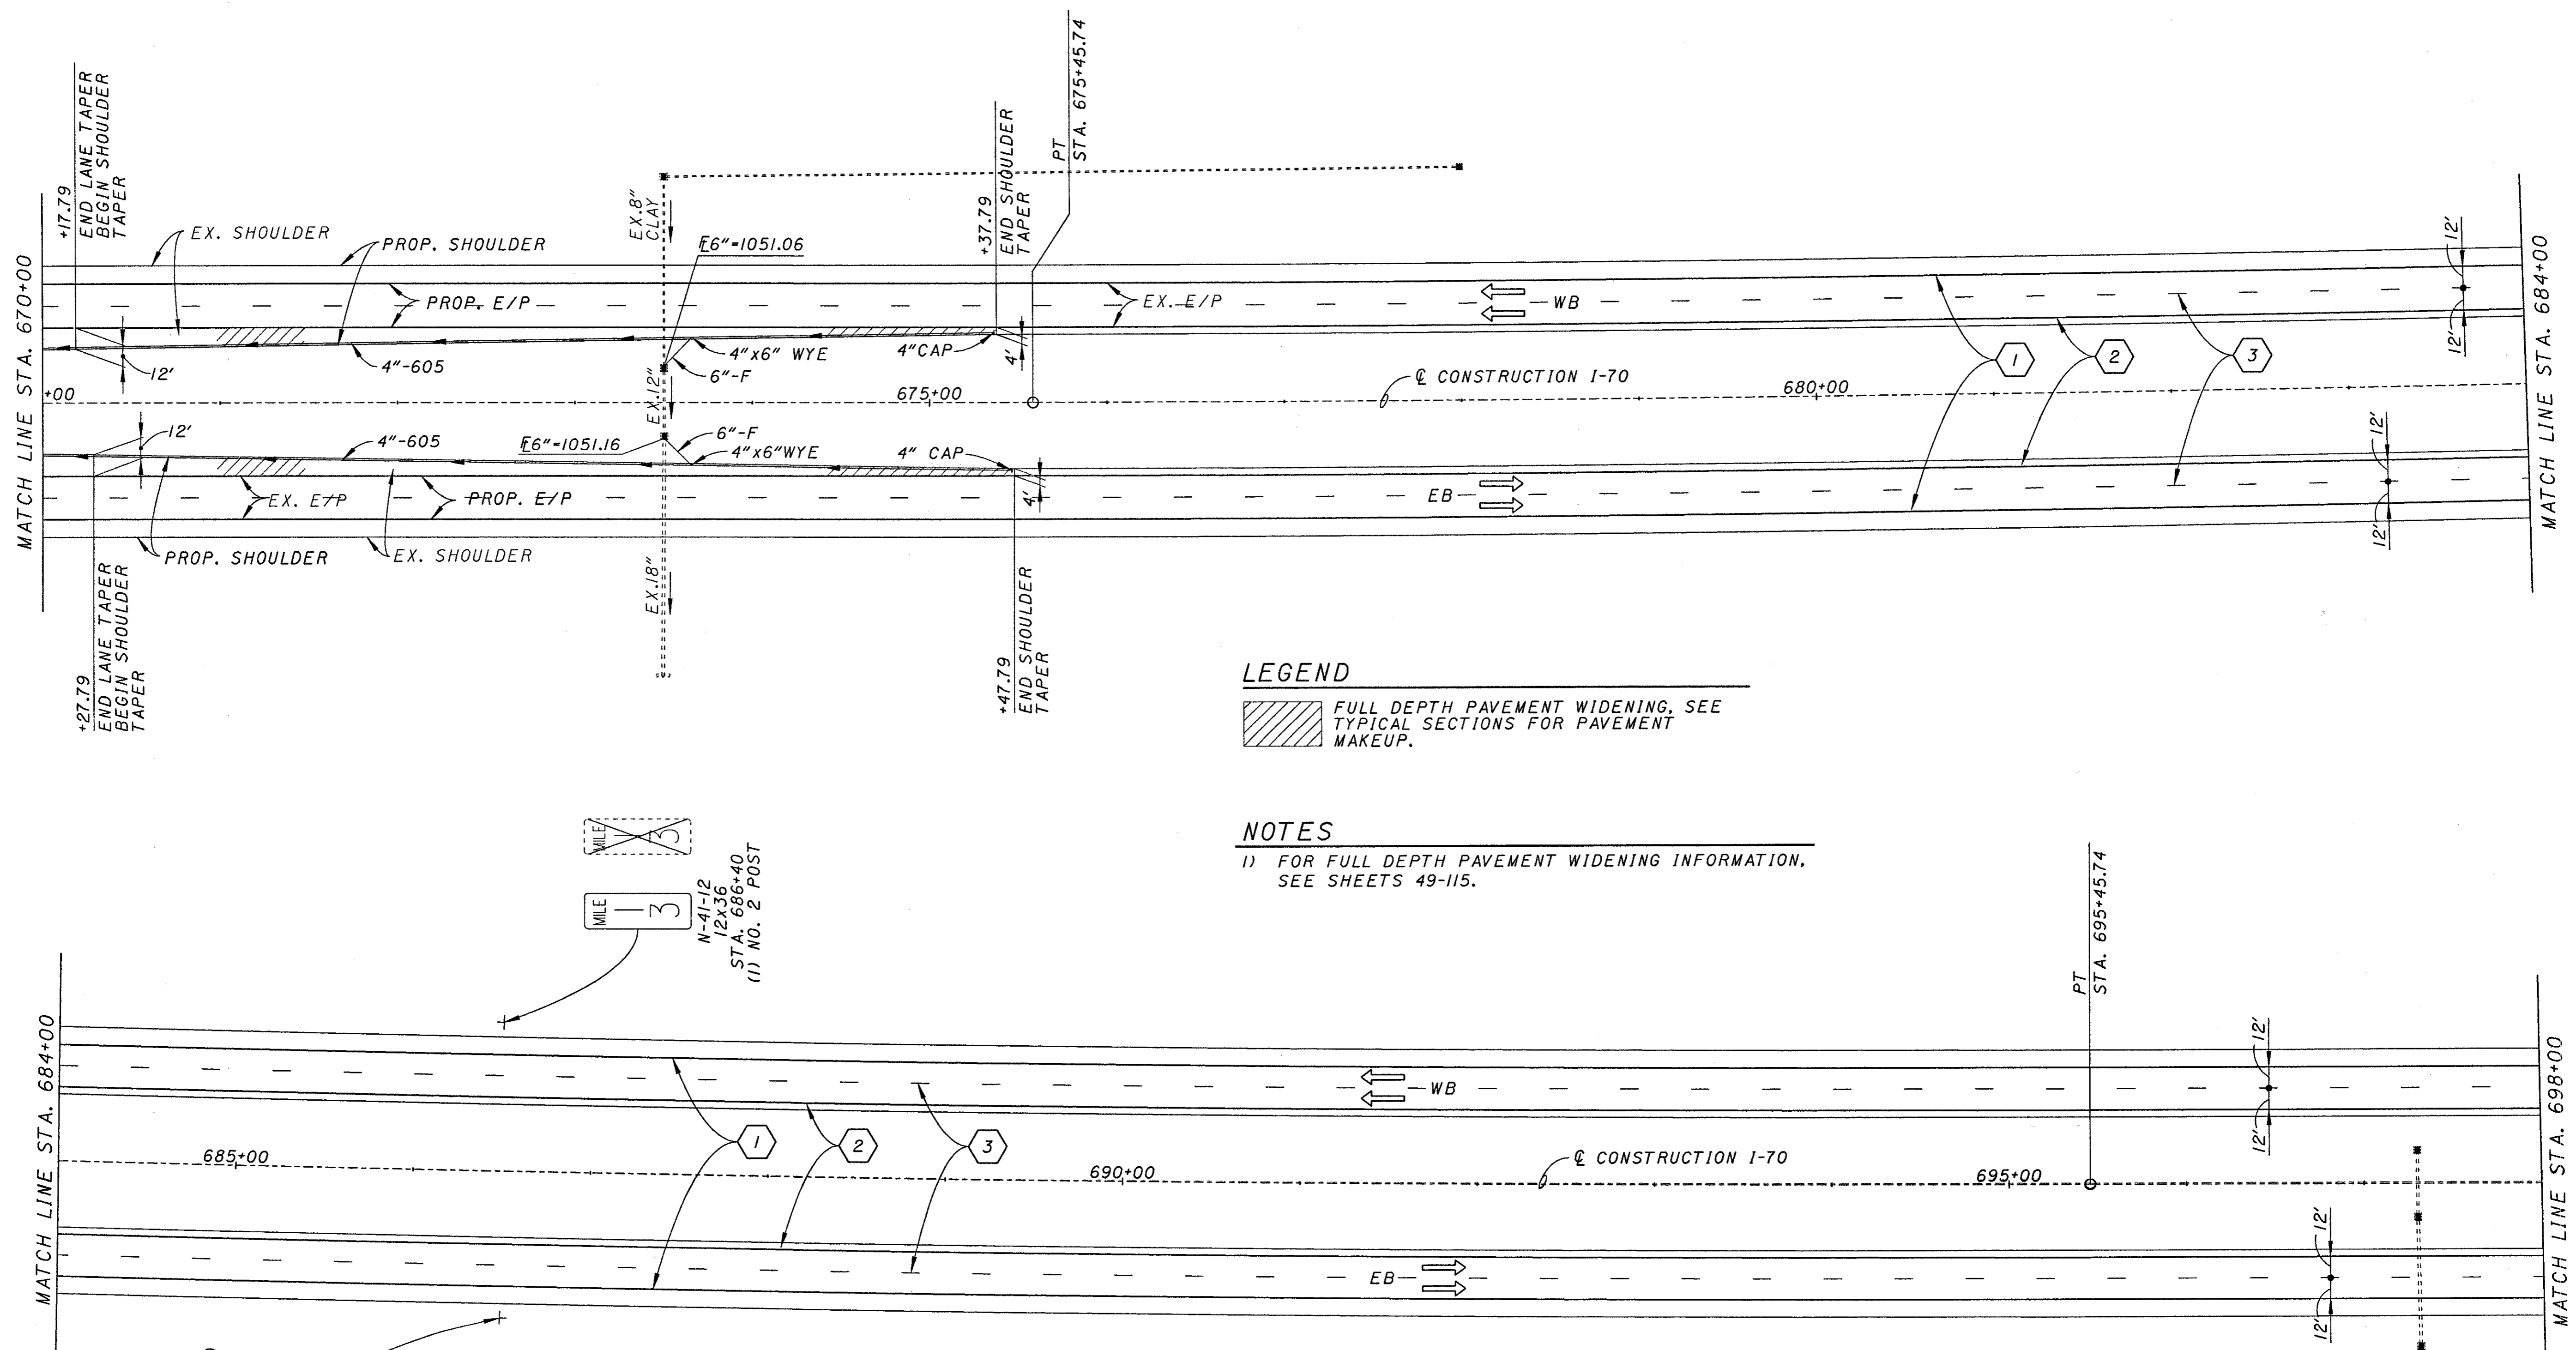 PT
STA. 675+45.74
+17.79
END LANE TAPER
BEGIN SHOULDER
TAPER
EX. SHOULDER
PROP. SHOULDER
EX.8"
CLAY
℄6"=1051.06
+37.79
END SHOULDER
TAPER
12'
MATCH LINE STA. 670+00
PROP. E/P
EX. E/P
WB
12'
MATCH LINE STA. 684+00
12'
4"-605
4"x6" WYE
6"-F
4"CAP
4'
1
2
3
+00
EX.12"
675+00
℄ CONSTRUCTION I-70
680+00
12'
4"-605
℄6"=1051.16
6"-F
4"x6"WYE
4" CAP
4'
12'
EX. E/P
PROP. E/P
EB
12'
PROP. SHOULDER
EX. SHOULDER
EX.18"
+27.79
END LANE TAPER
BEGIN SHOULDER
TAPER
+47.79
END SHOULDER
TAPER
LEGEND
FULL DEPTH PAVEMENT WIDENING, SEE
TYPICAL SECTIONS FOR PAVEMENT
MAKEUP.
NOTES
1) FOR FULL DEPTH PAVEMENT WIDENING INFORMATION,
SEE SHEETS 49-115.
MILE
3
MILE
13
N-41-12
12x36
STA. 686+40
(1) NO. 2 POST
PT
STA. 695+45.74
MATCH LINE STA. 684+00
WB
12'
12'
MATCH LINE STA. 698+00
1
2
3
685+00
690+00
℄ CONSTRUCTION I-70
695+00
EB
12'
12'